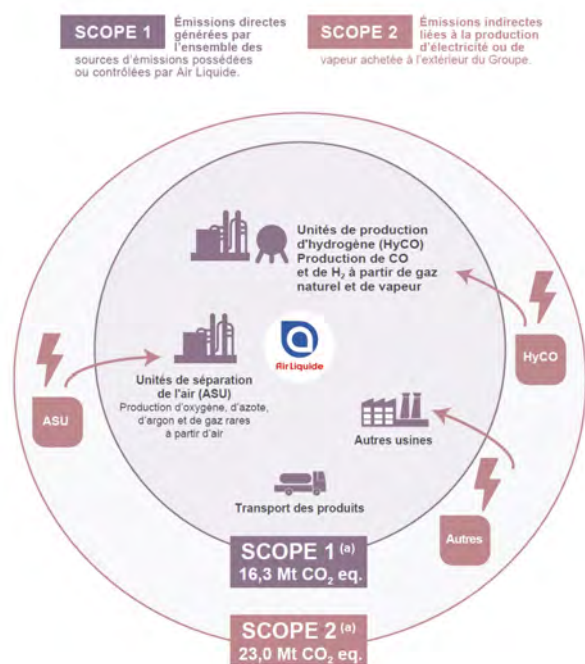 SCOPE 1
Émissions directes
générées par
l'ensemble des
sources d'émissions possédées
ou contrôlées par Air Liquide.
SCOPE 2
Émissions indirectes
liées à la production
d'électricité ou de
vapeur achetée à l'extérieur du Groupe.
Unités de production
d'hydrogène (HyCO)
Production de CO
et de H₂ à partir de gaz
naturel et de vapeur
HyCO
Air Liquide
ASU
Unités de séparation
de l'air (ASU)
Production d'oxygène, d'azote,
d'argon et de gaz rares
à partir d'air
Autres usines
Transport des produits
Autres
SCOPE 1 (a)
16,3 Mt CO₂ eq.
SCOPE 2 (a)
23,0 Mt CO₂ eq.